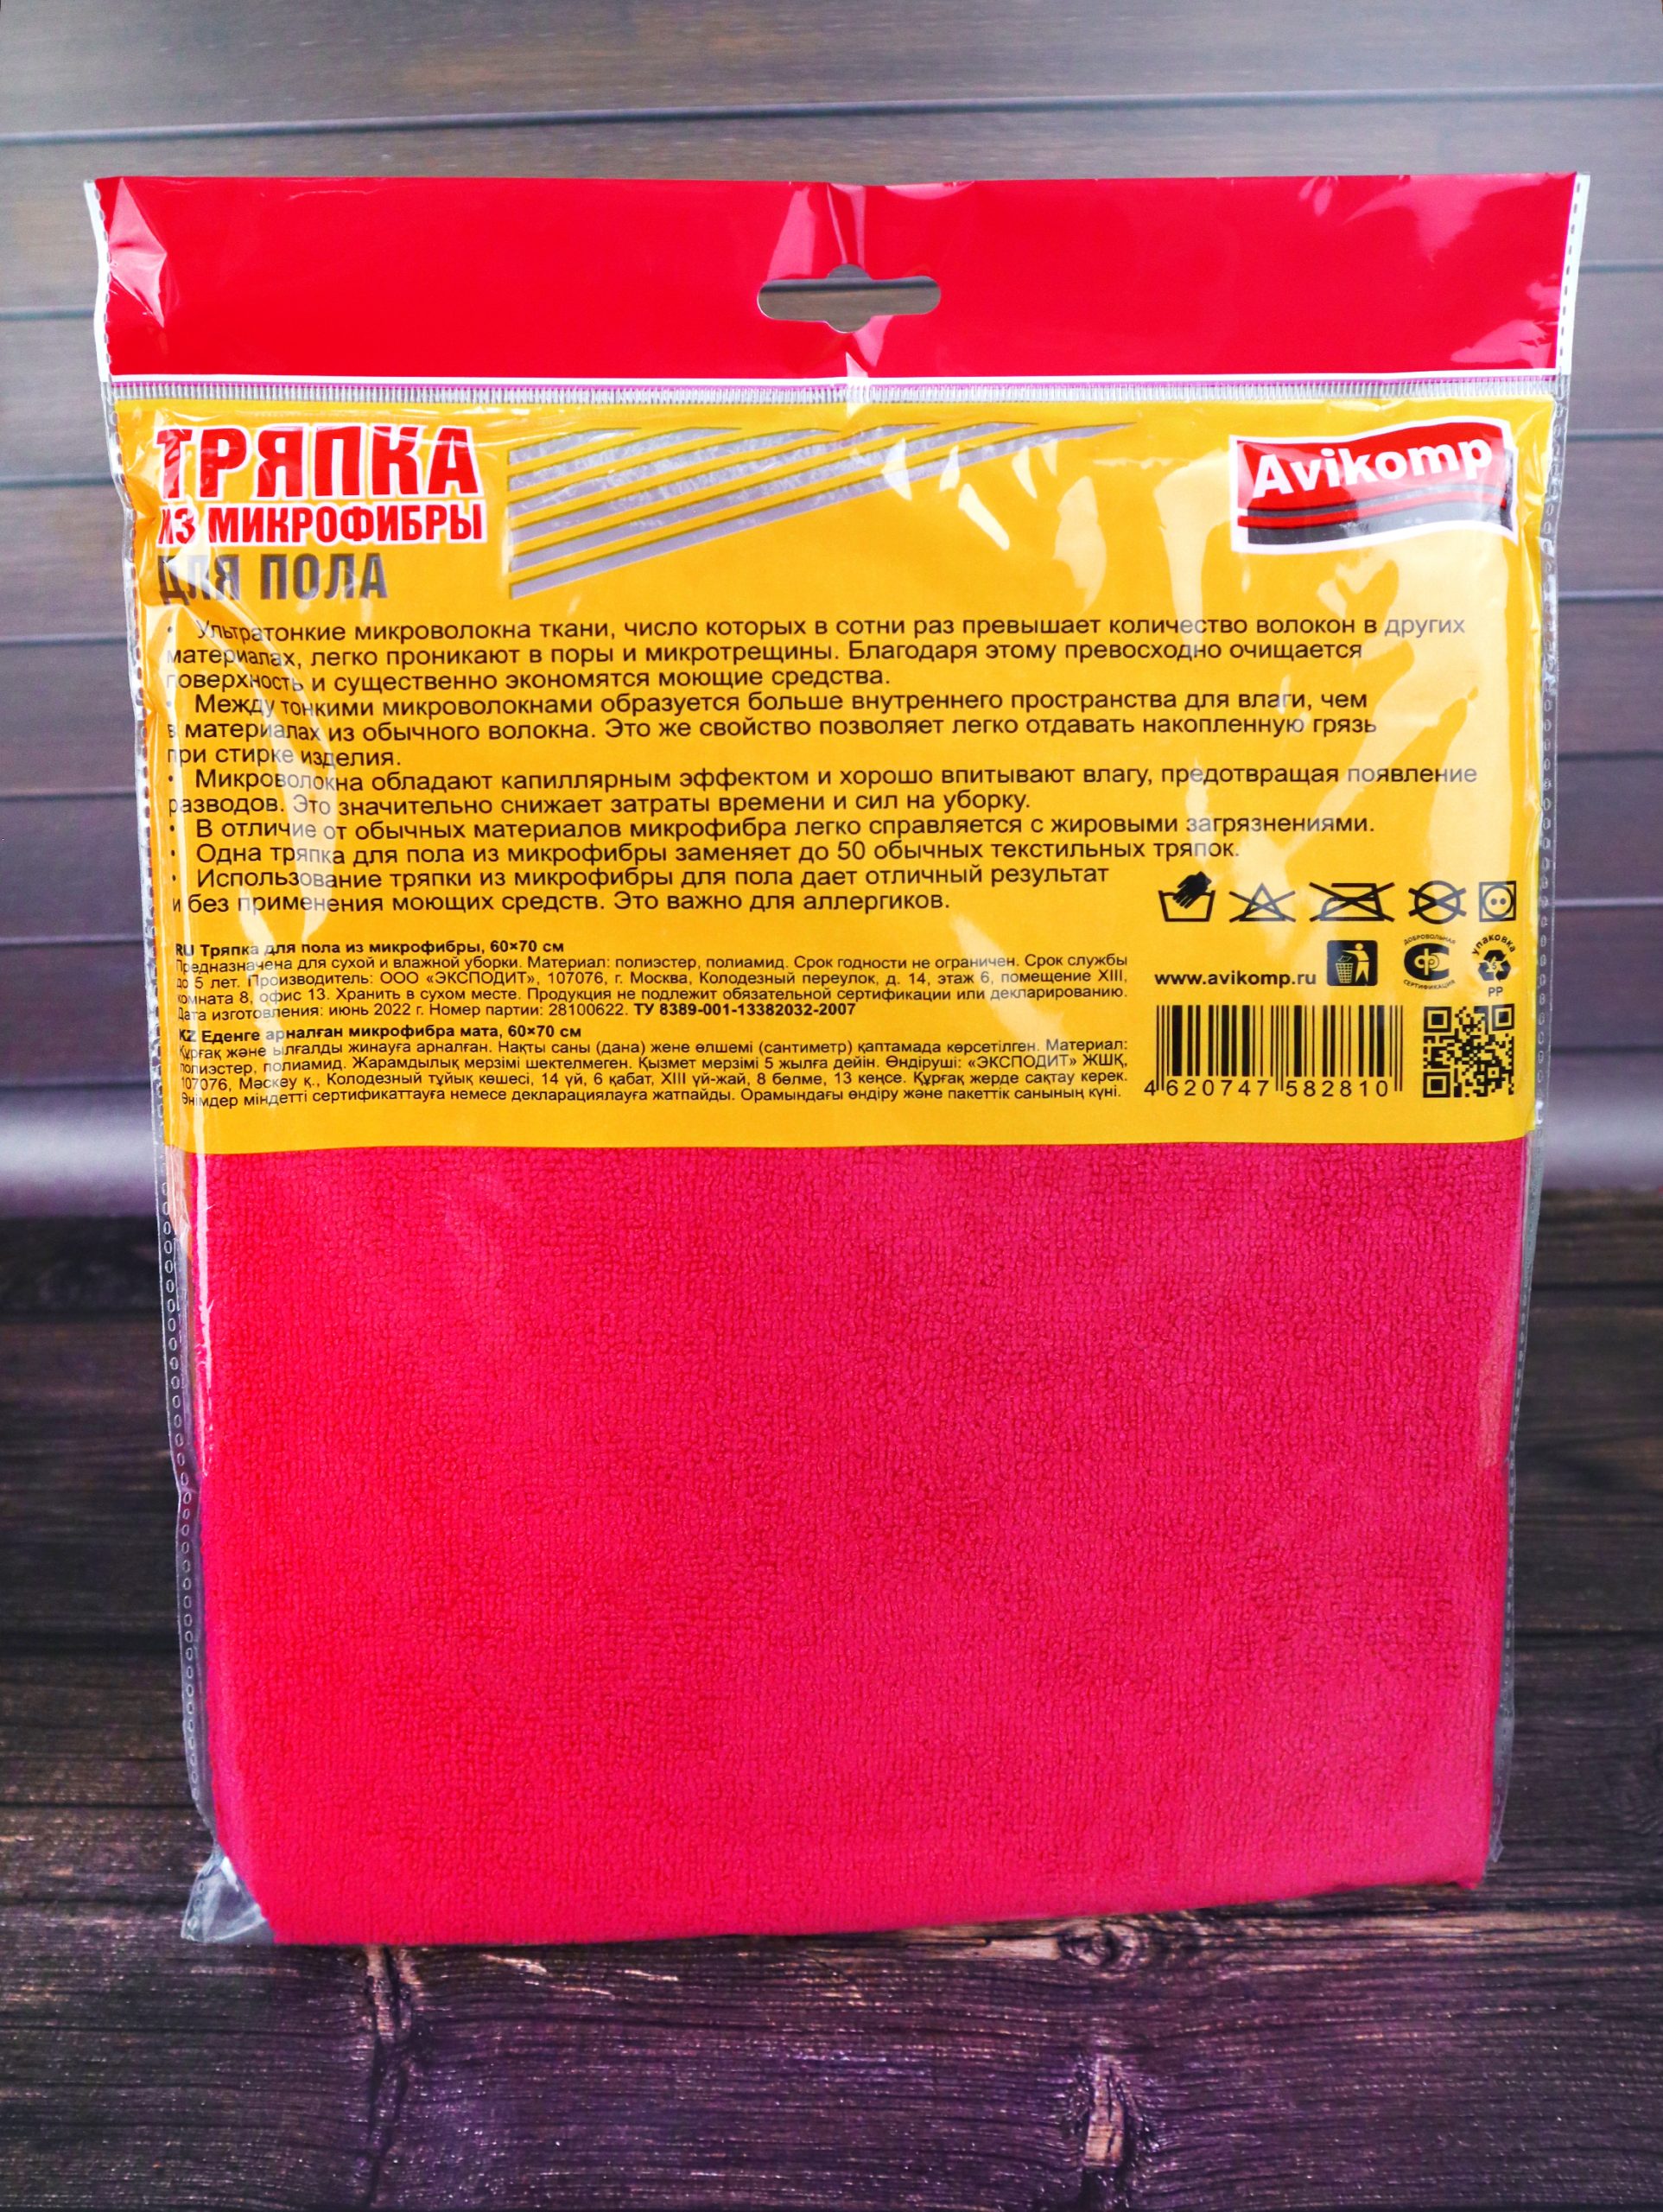 ТРЯПКА
ИЗ МИКРОФИБРЫ
ДЛЯ ПОЛА
Avikomp
• Ультратонкие микроволокна ткани, число которых в сотни раз превышает количество волокон в других
материалах, легко проникают в поры и микротрещины. Благодаря этому превосходно очищается
поверхность и существенно экономятся моющие средства.
• Между тонкими микроволокнами образуется больше внутреннего пространства для влаги, чем
в материалах из обычного волокна. Это же свойство позволяет легко отдавать накопленную грязь
при стирке изделия.
• Микроволокна обладают капиллярным эффектом и хорошо впитывают влагу, предотвращая появление
разводов. Это значительно снижает затраты времени и сил на уборку.
• В отличие от обычных материалов микрофибра легко справляется с жировыми загрязнениями.
• Одна тряпка для пола из микрофибры заменяет до 50 обычных текстильных тряпок.
• Использование тряпки из микрофибры для пола дает отличный результат
и без применения моющих средств. Это важно для аллергиков.
RU Тряпка для пола из микрофибры, 60×70 см
Предназначена для сухой и влажной уборки. Материал: полиэстер, полиамид. Срок годности не ограничен. Срок службы
до 5 лет. Производитель: ООО «ЭКСПОДИТ», 107076, г. Москва, Колодезный переулок, д. 14, этаж 6, помещение XIII,
комната 8, офис 13. Хранить в сухом месте. Продукция не подлежит обязательной сертификации или декларированию.
Дата изготовления: июнь 2022 г. Номер партии: 28100622. ТУ 8389-001-13382032-2007
KZ Еденге арналған микрофибра мата, 60×70 см
Құрғақ және ылғалды жинауға арналған. Нақты саны (дана) жене өлшемі (сантиметр) қаптамада көрсетілген. Материал:
полиэстер, полиамид. Жарамдылық мерзімі шектелмеген. Қызмет мерзімі 5 жылға дейін. Өндіруші: «ЭКСПОДИТ» ЖШҚ,
107076, Мәскеу қ., Колодезный тұйық көшесі, 14 үй, 6 қабат, XIII үй-жай, 8 бөлме, 13 кеңсе. Құрғақ жерде сақтау керек.
Өнімдер міндетті сертификаттауға немесе декларациялауға жатпайды. Орамындағы өндіру және пакеттік санының күні.
www.avikomp.ru
ДОБРОВОЛЬНАЯ
СЕРТИФИКАЦИЯ
упаковка
5
PP
4 620747 582810